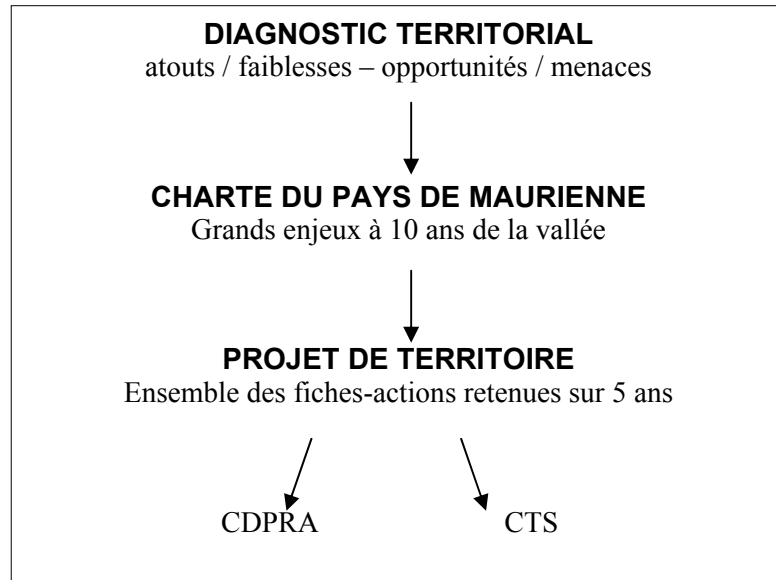 DIAGNOSTIC TERRITORIAL
atouts / faiblesses – opportunités / menaces
CHARTE DU PAYS DE MAURIENNE
Grands enjeux à 10 ans de la vallée
PROJET DE TERRITOIRE
Ensemble des fiches-actions retenues sur 5 ans
CDPRA CTS